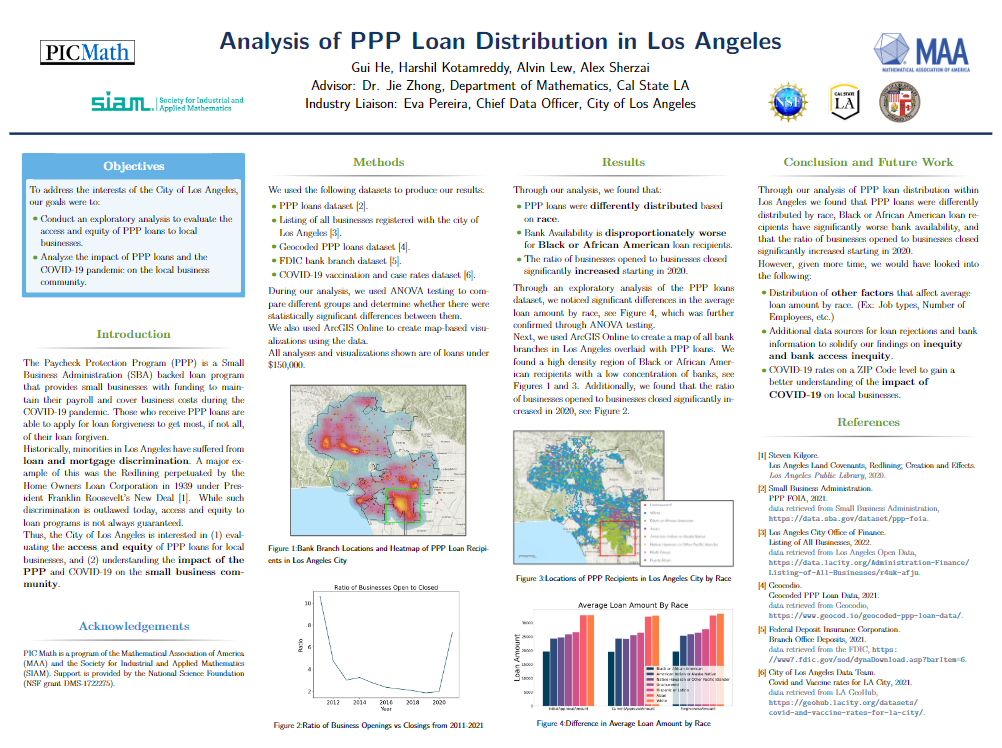 PICMath
siam. Society for Industrial and
Applied Mathematics
Analysis of PPP Loan Distribution in Los Angeles
Gui He, Harshil Kotamreddy, Alvin Lew, Alex Sherzai
Advisor: Dr. Jie Zhong, Department of Mathematics, Cal State LA
Industry Liaison: Eva Pereira, Chief Data Officer, City of Los Angeles
MAA
MATHEMATICAL ASSOCIATION OF AMERICA
NSF
CAL STATE
LA
Objectives
To address the interests of the City of Los Angeles,
our goals were to:
• Conduct an exploratory analysis to evaluate the
access and equity of PPP loans to local
businesses.
• Analyze the impact of PPP loans and the
COVID-19 pandemic on the local business
community.
Introduction
The Paycheck Protection Program (PPP) is a Small
Business Administration (SBA) backed loan program
that provides small businesses with funding to main-
tain their payroll and cover business costs during the
COVID-19 pandemic. Those who receive PPP loans are
able to apply for loan forgiveness to get most, if not all,
of their loan forgiven.
Historically, minorities in Los Angeles have suffered from
loan and mortgage discrimination. A major ex-
ample of this was the Redlining perpetuated by the
Home Owners Loan Corporation in 1939 under Pres-
ident Franklin Roosevelt's New Deal [1]. While such
discrimination is outlawed today, access and equity to
loan programs is not always guaranteed.
Thus, the City of Los Angeles is interested in (1) eval-
uating the access and equity of PPP loans for local
businesses, and (2) understanding the impact of the
PPP and COVID-19 on the small business com-
munity.
Acknowledgements
PIC Math is a program of the Mathematical Association of America
(MAA) and the Society for Industrial and Applied Mathematics
(SIAM). Support is provided by the National Science Foundation
(NSF grant DMS-1722275).
Methods
We used the following datasets to produce our results:
• PPP loans dataset [2].
• Listing of all businesses registered with the city of
Los Angeles [3].
• Geocoded PPP loans dataset [4].
• FDIC bank branch dataset [5].
• COVID-19 vaccination and case rates dataset [6].
During our analysis, we used ANOVA testing to com-
pare different groups and determine whether there were
statistically significant differences between them.
We also used ArcGIS Online to create map-based visu-
alizations using the data.
All analyses and visualizations shown are of loans under
$150,000.
Figure 1:Bank Branch Locations and Heatmap of PPP Loan Recipi-
ents in Los Angeles City
Ratio of Businesses Open to Closed
Ratio
10
8
6
4
2
2012 2014 2016 2018 2020
Year
Figure 2:Ratio of Business Openings vs Closings from 2011-2021
Results
Through our analysis, we found that:
• PPP loans were differently distributed based
on race.
• Bank Availability is disproportionately worse
for Black or African American loan recipients.
• The ratio of businesses opened to businesses closed
significantly increased starting in 2020.
Through an exploratory analysis of the PPP loans
dataset, we noticed significant differences in the average
loan amount by race, see Figure 4, which was further
confirmed through ANOVA testing.
Next, we used ArcGIS Online to create a map of all bank
branches in Los Angeles overlaid with PPP loans. We
found a high density region of Black or African Amer-
ican recipients with a low concentration of banks, see
Figures 1 and 3. Additionally, we found that the ratio
of businesses opened to businesses closed significantly in-
creased in 2020, see Figure 2.
Figure 3:Locations of PPP Recipients in Los Angeles City by Race
Average Loan Amount By Race
Loan Amount
30000
25000
20000
15000
10000
5000
0
Black or African American
American Indian or Alaska Native
Native Hawaiian or Other Pacific Islander
Unanswered
Hispanic or Latino
Asian
White
InitialApprovalAmount
CurrentApprovalAmount
ForgivenessAmount
Figure 4:Difference in Average Loan Amount by Race
Conclusion and Future Work
Through our analysis of PPP loan distribution within
Los Angeles we found that PPP loans were differently
distributed by race, Black or African American loan re-
cipients have significantly worse bank availability, and
that the ratio of businesses opened to businesses closed
significantly increased starting in 2020.
However, given more time, we would have looked into
the following:
• Distribution of other factors that affect average
loan amount by race. (Ex: Job types, Number of
Employees, etc.)
• Additional data sources for loan rejections and bank
information to solidify our findings on inequity
and bank access inequity.
• COVID-19 rates on a ZIP Code level to gain a
better understanding of the impact of
COVID-19 on local businesses.
References
[1] Steven Kilgore.
Los Angeles Land Covenants, Redlining; Creation and Effects.
Los Angeles Public Library, 2020.
[2] Small Business Administration.
PPP FOIA, 2021.
data retrieved from Small Business Administration,
https://data.sba.gov/dataset/ppp-foia.
[3] Los Angeles City Office of Finance.
Listing of All Businesses, 2022.
data retrieved from Los Angeles Open Data,
https://data.lacity.org/Administration-Finance/
Listing-of-All-Businesses/r4uk-afju.
[4] Geocodio.
Geocoded PPP Loan Data, 2021.
data retrieved from Geocodio,
https://www.geocod.io/geocoded-ppp-loan-data/.
[5] Federal Deposit Insurance Corporation.
Branch Office Deposits, 2021.
data retrieved from the FDIC, https:
//www7.fdic.gov/sod/dynaDownload.asp?barItem=6.
[6] City of Los Angeles Data Team.
Covid and Vaccine rates for LA City, 2021.
data retrieved from LA GeoHub,
https://geohub.lacity.org/datasets/
covid-and-vaccine-rates-for-la-city/.